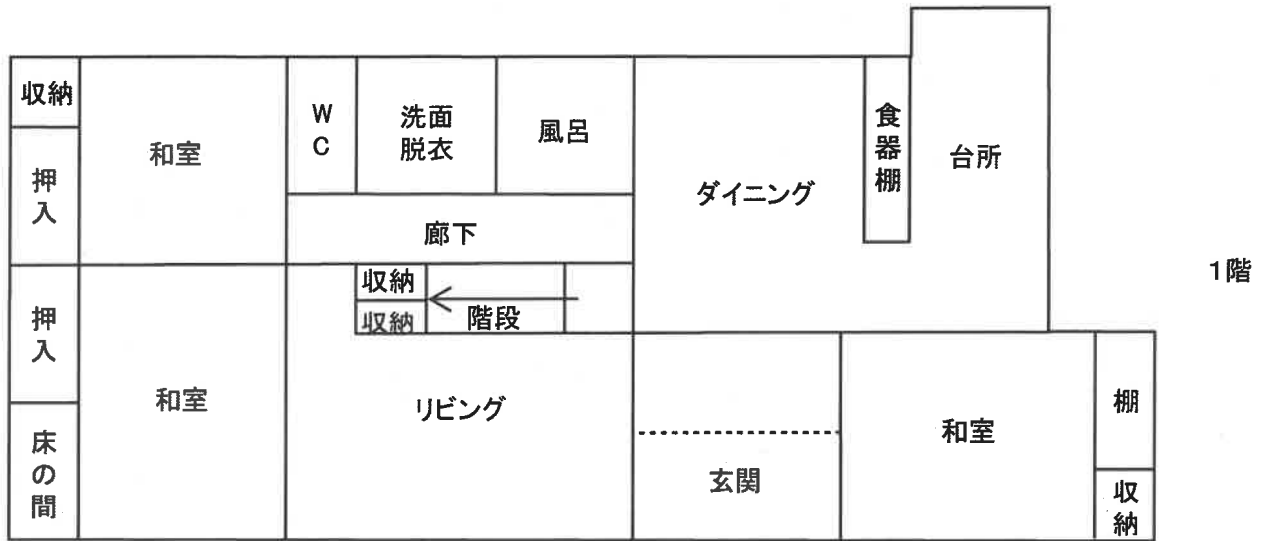 収納
押入
和室
WC
洗面
脱衣
風呂
廊下
ダイニング
食器棚
台所
1階
押入
床の間
和室
収納
収納
階段
リビング
玄関
和室
棚
収納